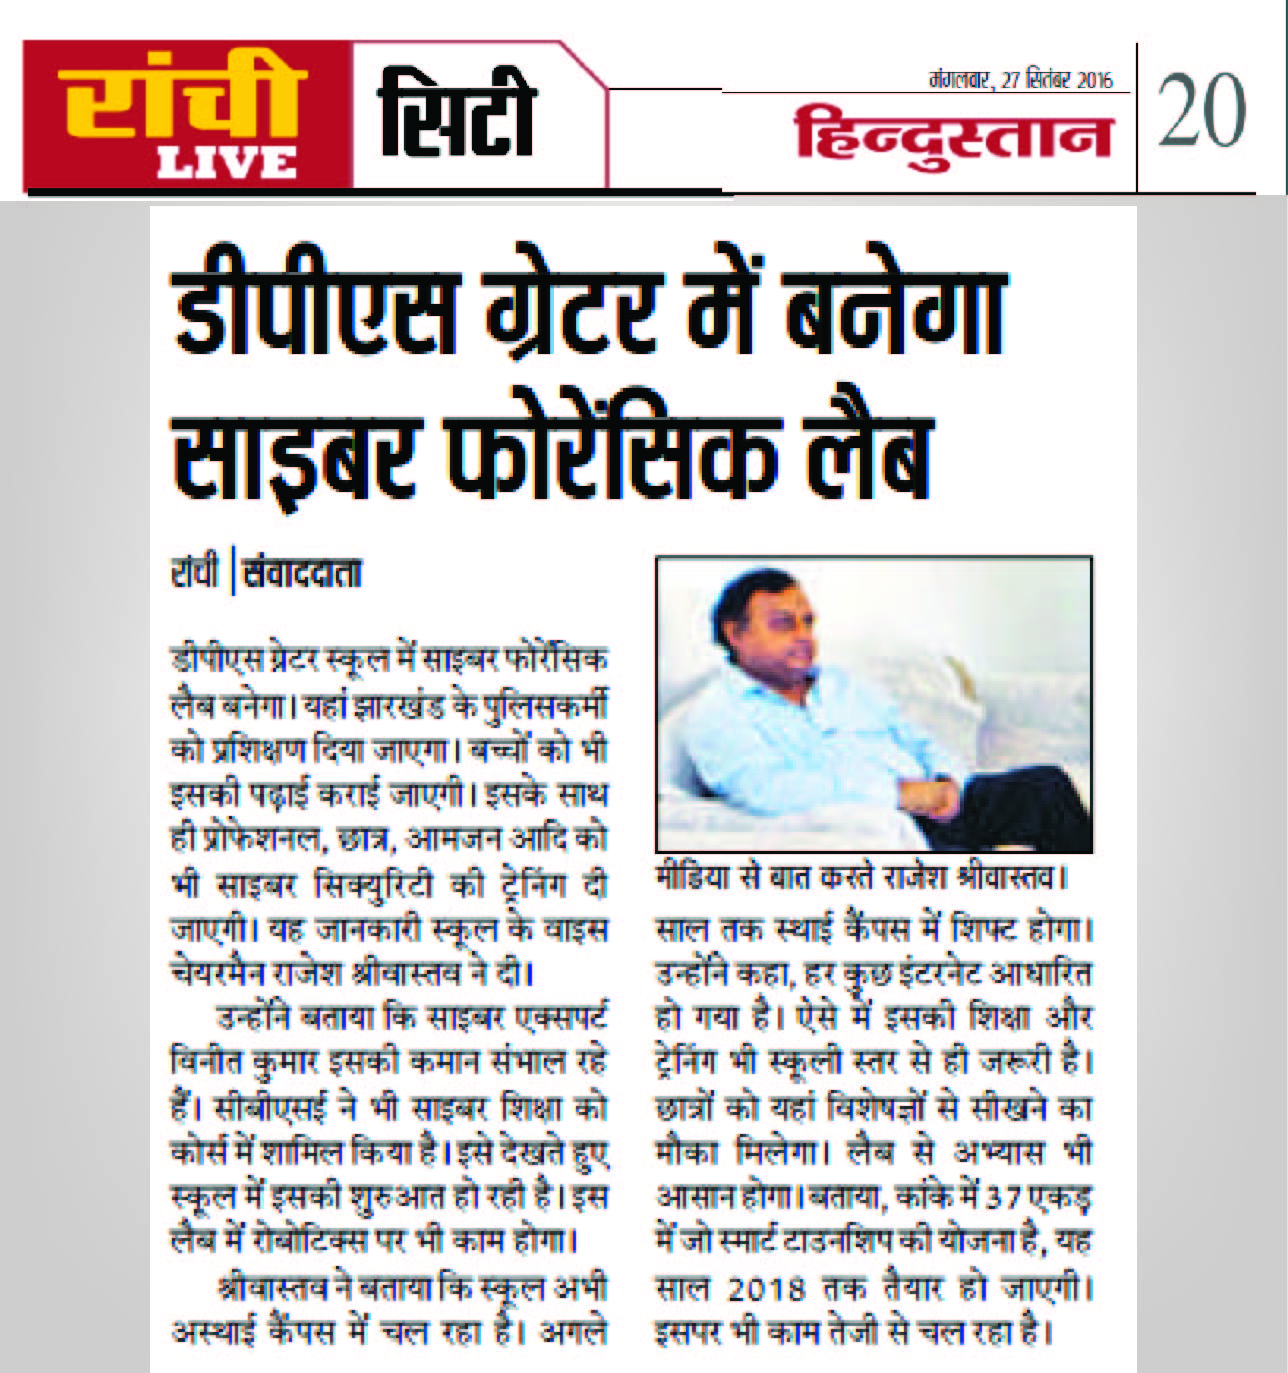 रांची
LIVE
सिटी
मंगलवार, 27 सितंबर 2016
हिन्दुस्तान
20
डीपीएस ग्रेटर में बनेगा
साइबर फोरेंसिक लैब
रांची | संवाददाता
डीपीएस ग्रेटर स्कूल में साइबर फोरेंसिक
लैब बनेगा। यहां झारखंड के पुलिसकर्मी
को प्रशिक्षण दिया जाएगा। बच्चों को भी
इसकी पढ़ाई कराई जाएगी। इसके साथ
ही प्रोफेशनल, छात्र, आमजन आदि को
भी साइबर सिक्युरिटी की ट्रेनिंग दी
जाएगी। यह जानकारी स्कूल के वाइस
चेयरमैन राजेश श्रीवास्तव ने दी।
उन्होंने बताया कि साइबर एक्सपर्ट
विनीत कुमार इसकी कमान संभाल रहे
हैं। सीबीएसई ने भी साइबर शिक्षा को
कोर्स में शामिल किया है। इसे देखते हुए
स्कूल में इसकी शुरुआत हो रही है। इस
लैब में रोबोटिक्स पर भी काम होगा।
श्रीवास्तव ने बताया कि स्कूल अभी
अस्थाई कैंपस में चल रहा है। अगले
मीडिया से बात करते राजेश श्रीवास्तव।
साल तक स्थाई कैंपस में शिफ्ट होगा।
उन्होंने कहा, हर कुछ इंटरनेट आधारित
हो गया है। ऐसे में इसकी शिक्षा और
ट्रेनिंग भी स्कूली स्तर से ही जरूरी है।
छात्रों को यहां विशेषज्ञों से सीखने का
मौका मिलेगा। लैब से अभ्यास भी
आसान होगा। बताया, कांके में 37 एकड़
में जो स्मार्ट टाउनशिप की योजना है, यह
साल 2018 तक तैयार हो जाएगी।
इसपर भी काम तेजी से चल रहा है।